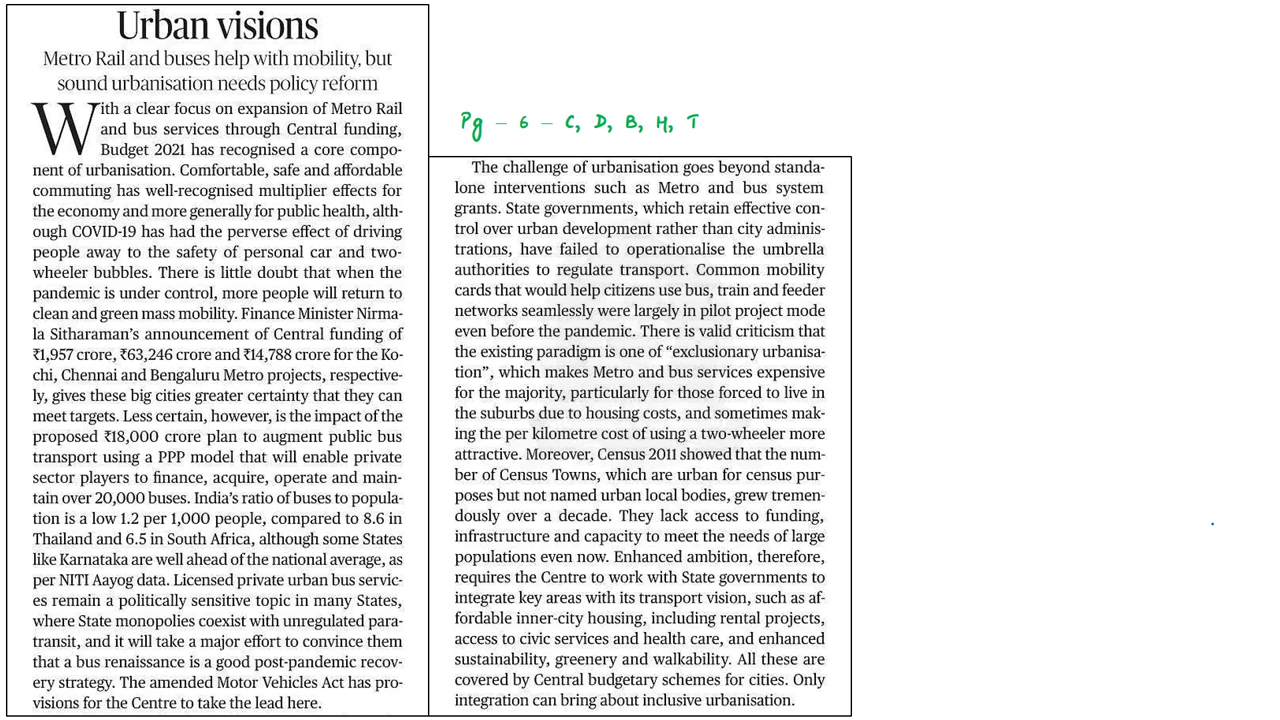 Urban visions
Metro Rail and buses help with mobility, but
sound urbanisation needs policy reform
With a clear focus on expansion of Metro Rail
and bus services through Central funding,
Budget 2021 has recognised a core compo-
nent of urbanisation. Comfortable, safe and affordable
commuting has well-recognised multiplier effects for
the economy and more generally for public health, alth-
ough COVID-19 has had the perverse effect of driving
people away to the safety of personal car and two-
wheeler bubbles. There is little doubt that when the
pandemic is under control, more people will return to
clean and green mass mobility. Finance Minister Nirma-
la Sitharaman's announcement of Central funding of
₹1,957 crore, ₹63,246 crore and ₹14,788 crore for the Ko-
chi, Chennai and Bengaluru Metro projects, respective-
ly, gives these big cities greater certainty that they can
meet targets. Less certain, however, is the impact of the
proposed ₹18,000 crore plan to augment public bus
transport using a PPP model that will enable private
sector players to finance, acquire, operate and main-
tain over 20,000 buses. India's ratio of buses to popula-
tion is a low 1.2 per 1,000 people, compared to 8.6 in
Thailand and 6.5 in South Africa, although some States
like Karnataka are well ahead of the national average, as
per NITI Aayog data. Licensed private urban bus servic-
es remain a politically sensitive topic in many States,
where State monopolies coexist with unregulated para-
transit, and it will take a major effort to convince them
that a bus renaissance is a good post-pandemic recov-
ery strategy. The amended Motor Vehicles Act has pro-
visions for the Centre to take the lead here.
Pg - 6 - C, D, B, H, T
The challenge of urbanisation goes beyond standa-
lone interventions such as Metro and bus system
grants. State governments, which retain effective con-
trol over urban development rather than city adminis-
trations, have failed to operationalise the umbrella
authorities to regulate transport. Common mobility
cards that would help citizens use bus, train and feeder
networks seamlessly were largely in pilot project mode
even before the pandemic. There is valid criticism that
the existing paradigm is one of "exclusionary urbanisa-
tion", which makes Metro and bus services expensive
for the majority, particularly for those forced to live in
the suburbs due to housing costs, and sometimes mak-
ing the per kilometre cost of using a two-wheeler more
attractive. Moreover, Census 2011 showed that the num-
ber of Census Towns, which are urban for census pur-
poses but not named urban local bodies, grew tremen-
dously over a decade. They lack access to funding,
infrastructure and capacity to meet the needs of large
populations even now. Enhanced ambition, therefore,
requires the Centre to work with State governments to
integrate key areas with its transport vision, such as af-
fordable inner-city housing, including rental projects,
access to civic services and health care, and enhanced
sustainability, greenery and walkability. All these are
covered by Central budgetary schemes for cities. Only
integration can bring about inclusive urbanisation.